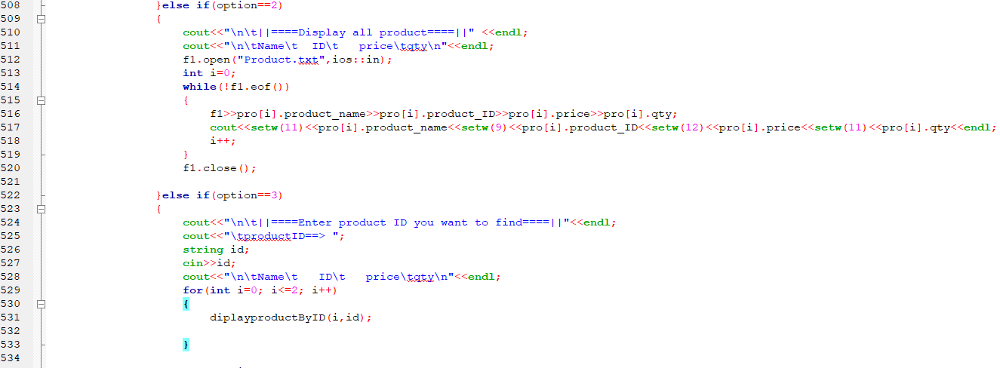 508 }else if(option==2)
509 {
510 cout<<"\n\t||====Display all product====||" <<endl;
511 cout<<"\n\tName\t  ID\t   price\tqty\n"<<endl;
512 f1.open("Product.txt",ios::in);
513 int i=0;
514 while(!f1.eof())
515 {
516 f1>>pro[i].product_name>>pro[i].product_ID>>pro[i].price>>pro[i].qty;
517 cout<<setw(11)<<pro[i].product_name<<setw(9)<<pro[i].product_ID<<setw(12)<<pro[i].price<<setw(11)<<pro[i].qty<<endl;
518 i++;
519 }
520 f1.close();
521
522 }else if(option==3)
523 {
524 cout<<"\n\t||====Enter product ID you want to find====||"<<endl;
525 cout<<"\tproductID==> ";
526 string id;
527 cin>>id;
528 cout<<"\n\tName\t   ID\t   price\tqty\n"<<endl;
529 for(int i=0; i<=2; i++)
530 {
531 diplayproductByID(i,id);
532
533 }
534